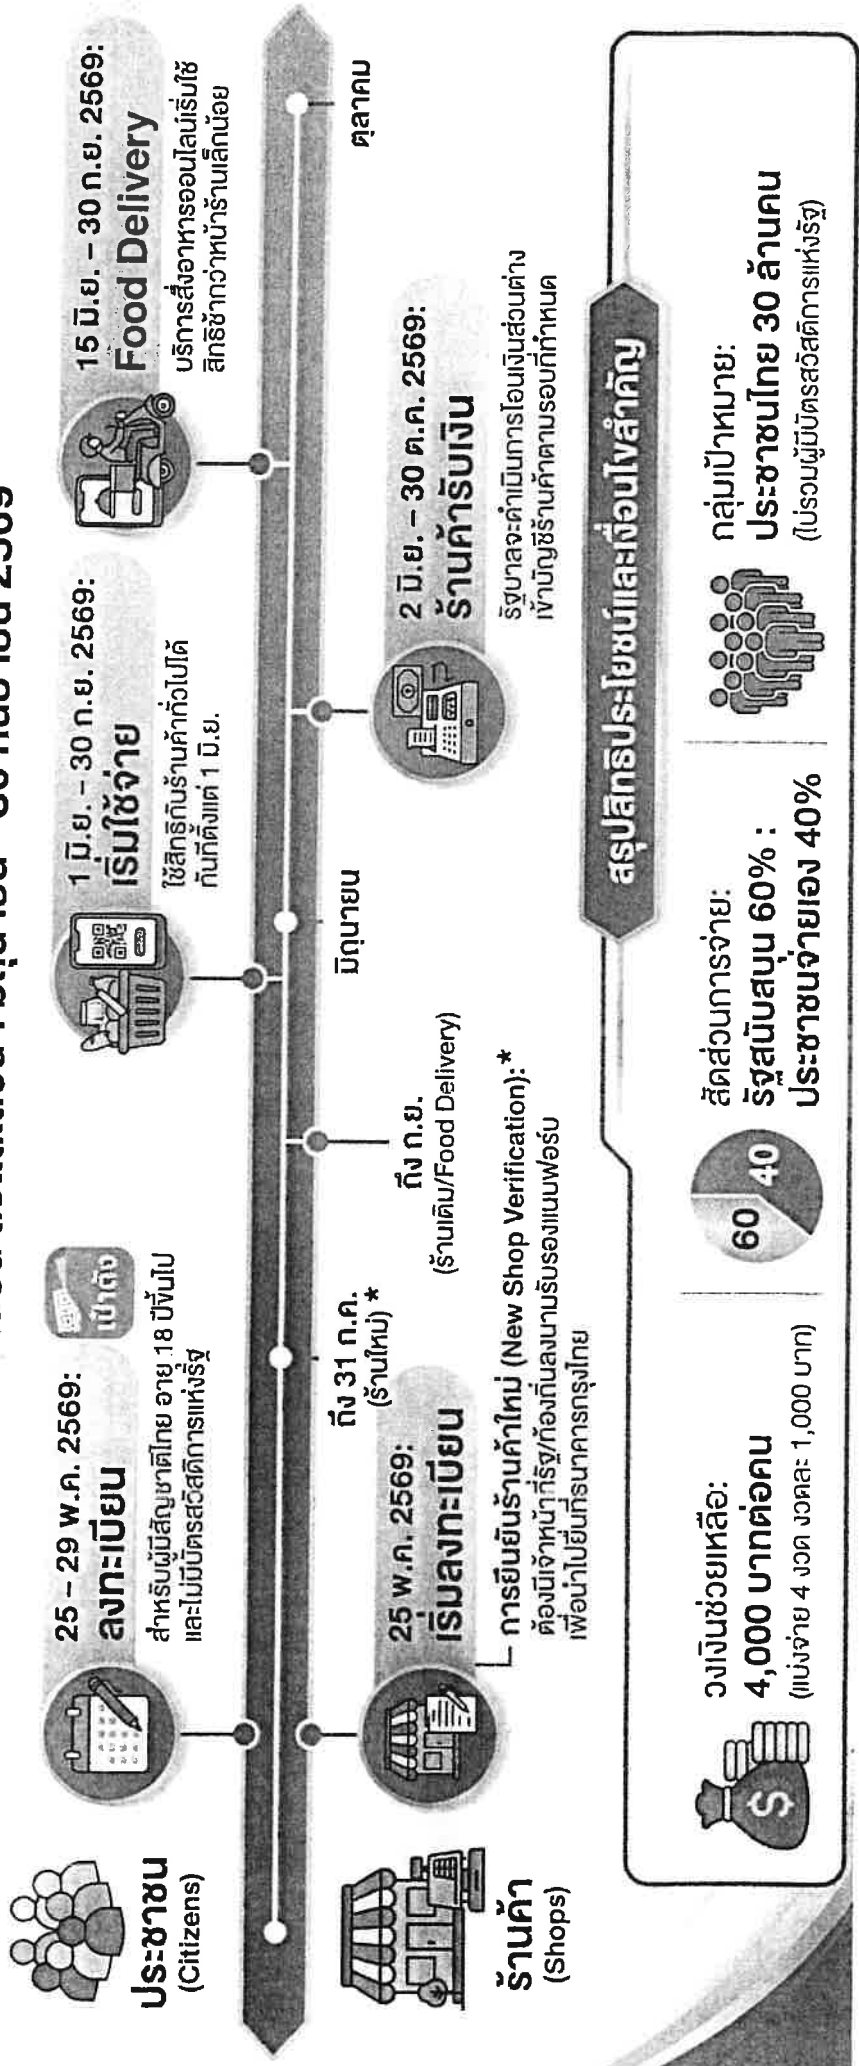 30 กันยายน 2569
ประชาชน
(Citizens)
25 – 29 พ.ค. 2569:
ลงทะเบียน
สำหรับผู้มีสัญชาติไทย อายุ 18 ปีขึ้นไป
และไม่มีบัตรสวัสดิการแห่งรัฐ
เป๋าตัง
1 มิ.ย. – 30 ก.ย. 2569:
เริ่มใช้จ่าย
ใช้สิทธิกับร้านค้าทั่วไปได้
ทันทีตั้งแต่ 1 มิ.ย.
15 มิ.ย. – 30 ก.ย. 2569:
Food Delivery
บริการสั่งอาหารออนไลน์เริ่มใช้
สิทธิช้ากว่าหน้าร้านเล็กน้อย
มิถุนายน
ตุลาคม
ร้านค้า
(Shops)
25 พ.ค. 2569:
เริ่มลงทะเบียน
ถึง 31 ก.ค.
(ร้านใหม่)*
ถึง ก.ย.
(ร้านเดิม/Food Delivery)
การยืนยันร้านค้าใหม่ (New Shop Verification):*
ต้องมีเจ้าหน้าที่รัฐ/ท้องถิ่นลงนามรับรองแบบฟอร์ม
เพื่อนำไปยื่นที่ธนาคารกรุงไทย
2 มิ.ย. – 30 ต.ค. 2569:
ร้านค้ารับเงิน
รัฐบาลจะดำเนินการโอนเงินส่วนต่าง
เข้าบัญชีร้านค้าตามรอบที่กำหนด
สรุปสิทธิประโยชน์และเงื่อนไขสำคัญ
วงเงินช่วยเหลือ:
4,000 บาทต่อคน
(แบ่งจ่าย 4 งวด งวดละ 1,000 บาท)
60
40
สัดส่วนการจ่าย:
รัฐสนับสนุน 60% :
ประชาชนจ่ายเอง 40%
กลุ่มเป้าหมาย:
ประชาชนไทย 30 ล้านคน
(ไม่รวมผู้มีบัตรสวัสดิการแห่งรัฐ)